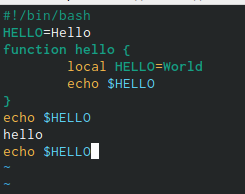 #!/bin/bash
HELLO=Hello
function hello {
        local HELLO=World
        echo $HELLO
}
echo $HELLO
hello
echo $HELLO
~
~